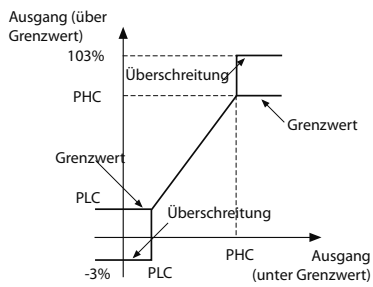 Ausgang (über
Grenzwert)
103%
Überschreitung
PHC
Grenzwert
Grenzwert
PLC
Überschreitung
-3%
PLC
PHC
Ausgang
(unter Grenzwert)